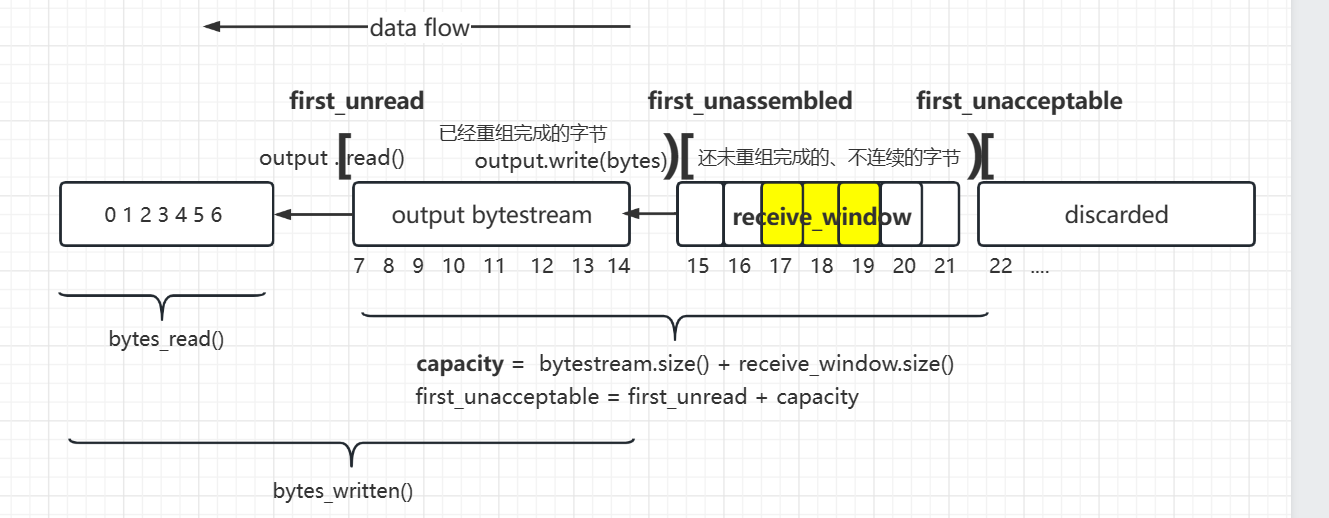 data flow
first_unread
first_unassembled
first_unacceptable
已经重组完成的字节
output . read()
output.write(bytes)
还未重组完成的、不连续的字节
[ )[ )[
0 1 2 3 4 5 6
output bytestream
receive_window
discarded
7 8 9 10 11 12 13 14 15 16 17 18 19 20 21 22 ....
bytes_read()
capacity = bytestream.size() + receive_window.size()
first_unacceptable = first_unread + capacity
bytes_written()